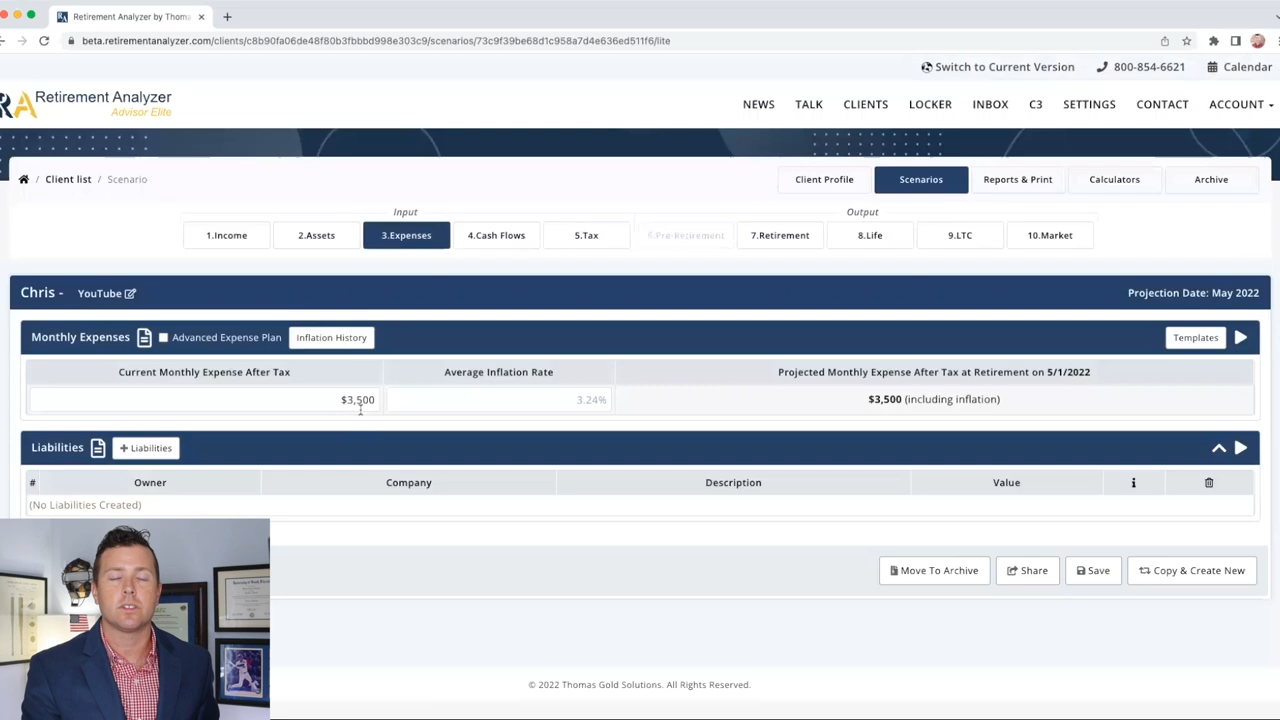 Retirement Analyzer by Thoma
beta.retirementanalyzer.com/clients/c8b90fa06de48f80b3fbbbd998e303c9/scenarios/73c9f39be68d1c958a7d4e636ed511f6/lite
Switch to Current Version 800-854-6621 Calendar
RA Retirement Analyzer
Advisor Elite
NEWS TALK CLIENTS LOCKER INBOX C3 SETTINGS CONTACT ACCOUNT
/ Client list / Scenario
Client Profile Scenarios Reports & Print Calculators Archive
Input Output
1.Income 2.Assets 3.Expenses 4.Cash Flows 5.Tax 6.Pre-Retirement 7.Retirement 8.Life 9.LTC 10.Market
Chris - YouTube Projection Date: May 2022
Monthly Expenses Advanced Expense Plan Inflation History Templates
Current Monthly Expense After Tax Average Inflation Rate Projected Monthly Expense After Tax at Retirement on 5/1/2022
$3,500 3.24% $3,500 (including inflation)
Liabilities + Liabilities
# Owner Company Description Value
(No Liabilities Created)
Move To Archive Share Save Copy & Create New
© 2022 Thomas Gold Solutions. All Rights Reserved.